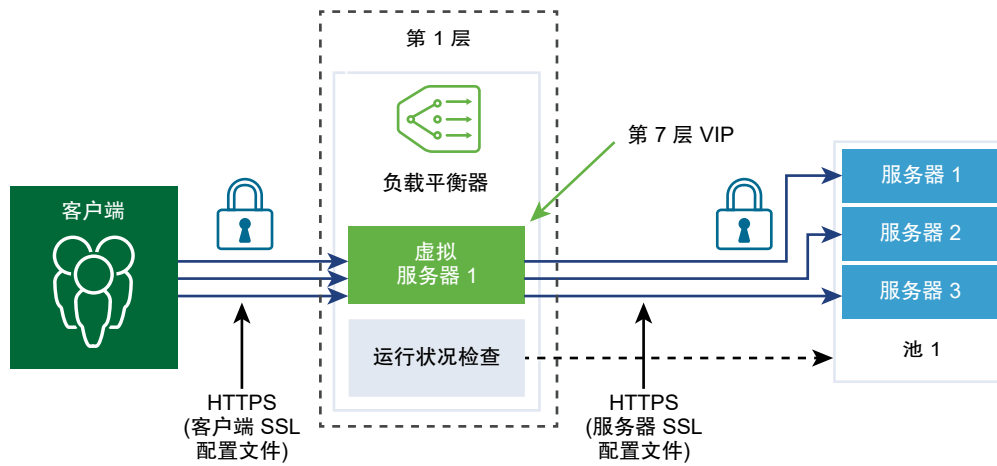 第 1 层
负载平衡器
第 7 层 VIP
客户端
虚拟
服务器 1
服务器 1
服务器 2
服务器 3
运行状况检查
池 1
HTTPS
(客户端 SSL
配置文件)
HTTPS
(服务器 SSL
配置文件)